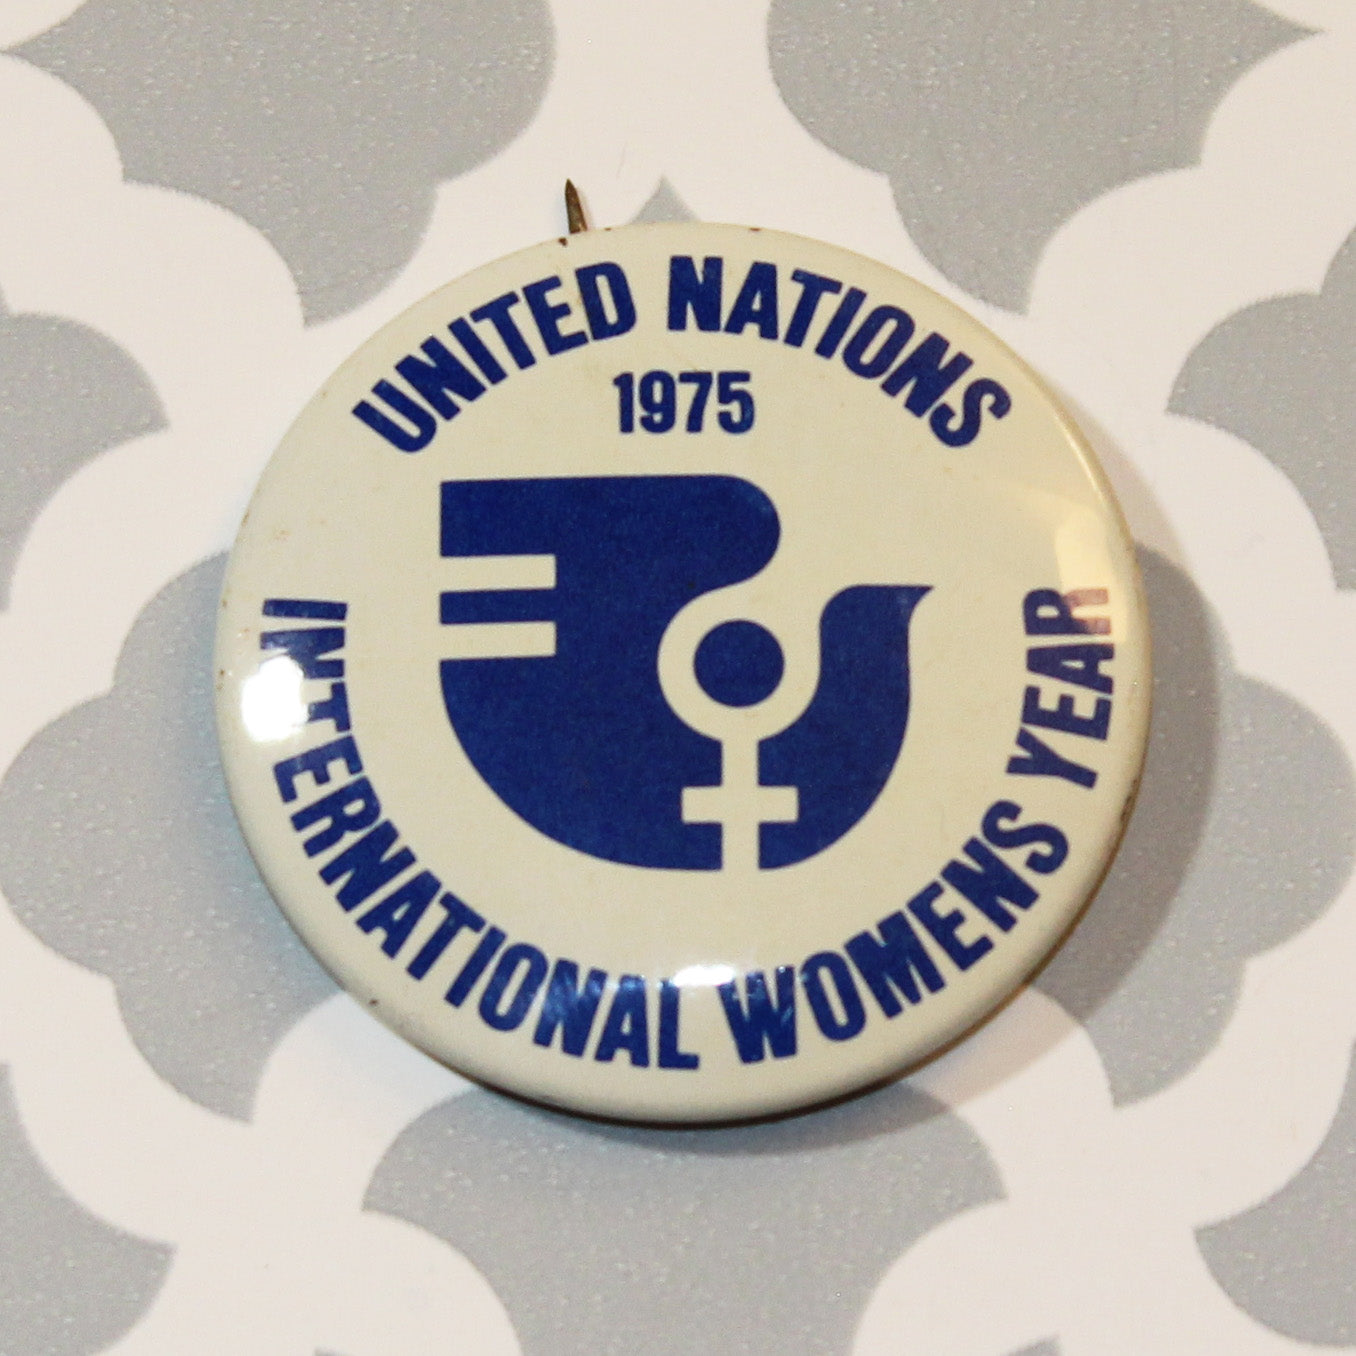 UNITED NATIONS
1975
INTERNATIONAL WOMENS YEAR